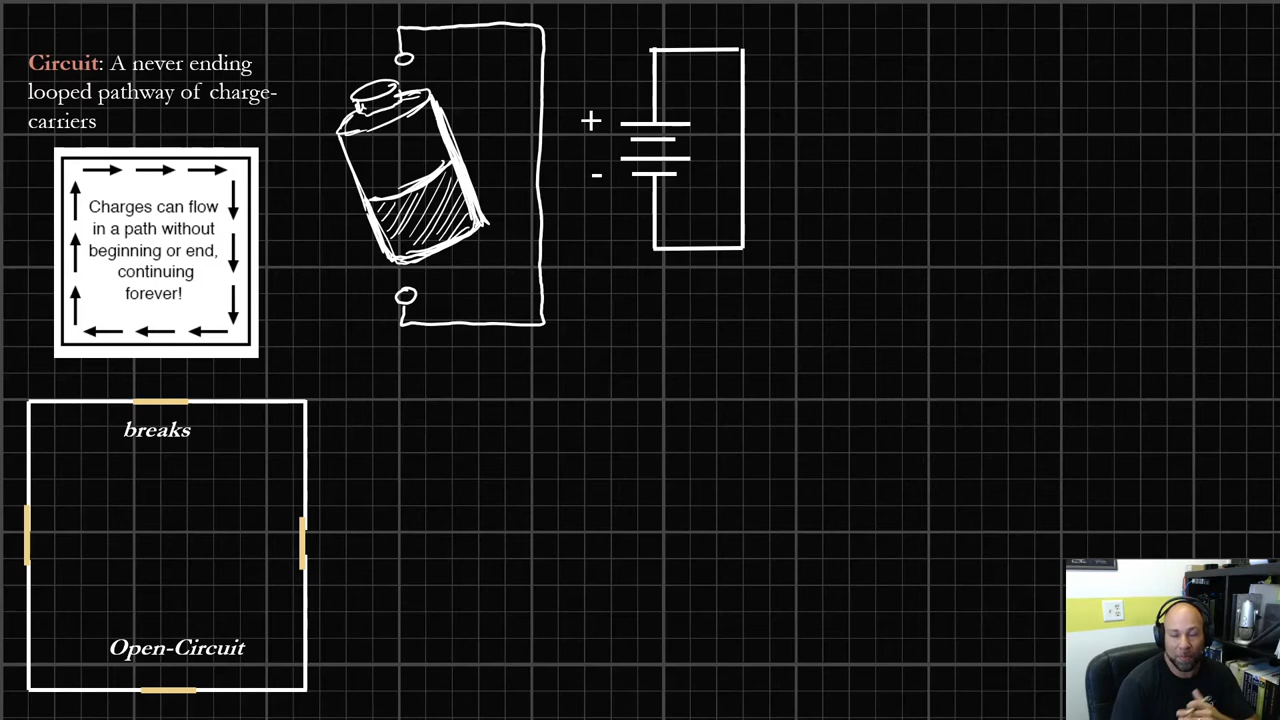 Circuit: A never ending
looped pathway of charge-
carriers
Charges can flow
in a path without
beginning or end,
continuing
forever!
+
-
breaks
Open-Circuit